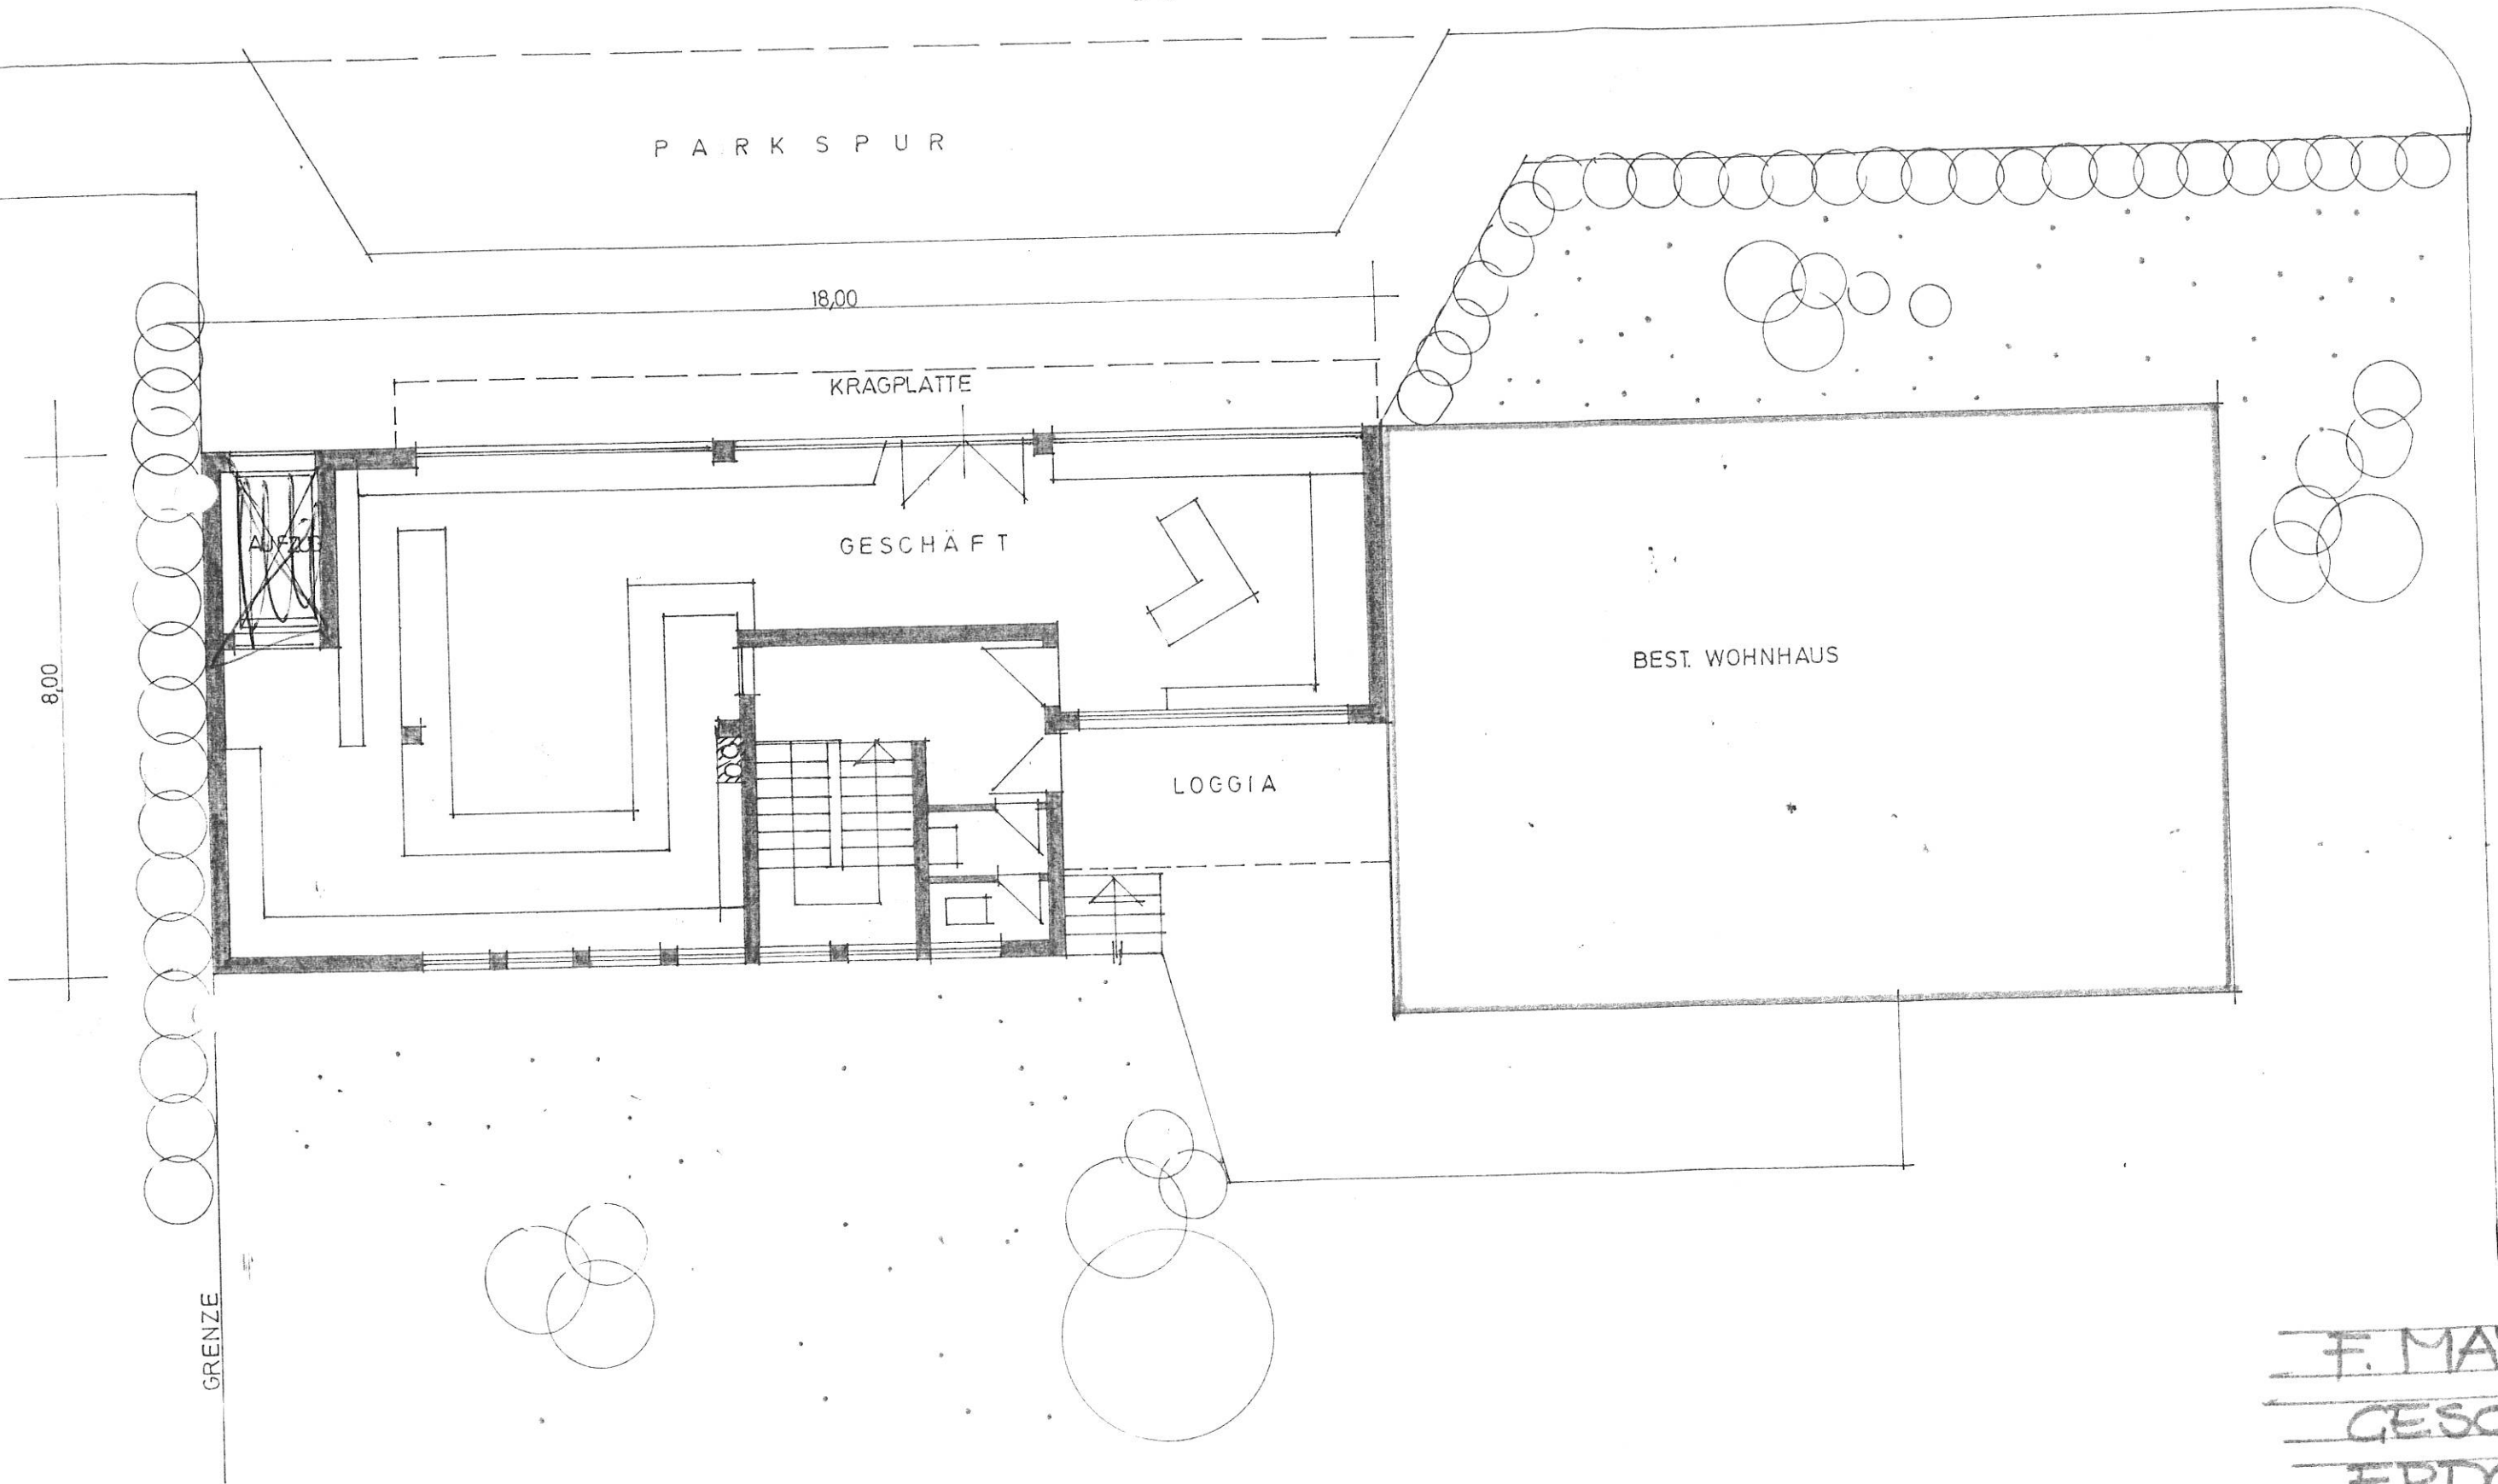 PARKSPUR
18,00
KRAGPLATTE
AUFZUG
GESCHÄFT
8,00
BEST. WOHNHAUS
LOGGIA
GRENZE
F. MA
GESC